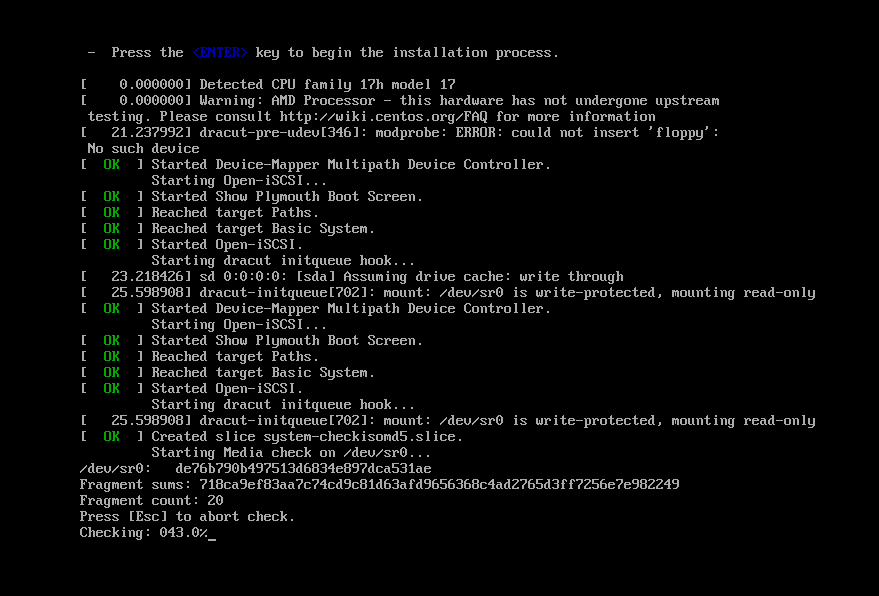 - Press the <ENTER> key to begin the installation process.
[ 0.000000] Detected CPU family 17h model 17
[ 0.000000] Warning: AMD Processor - this hardware has not undergone upstream
testing. Please consult http://wiki.centos.org/FAQ for more information
[ 21.237992] dracut-pre-udev[346]: modprobe: ERROR: could not insert 'floppy':
No such device
[ OK ] Started Device-Mapper Multipath Device Controller.
Starting Open-iSCSI...
[ OK ] Started Show Plymouth Boot Screen.
[ OK ] Reached target Paths.
[ OK ] Reached target Basic System.
[ OK ] Started Open-iSCSI.
Starting dracut initqueue hook...
[ 23.218426] sd 0:0:0:0: [sda] Assuming drive cache: write through
[ 25.598908] dracut-initqueue[702]: mount: /dev/sr0 is write-protected, mounting read-only
[ OK ] Started Device-Mapper Multipath Device Controller.
Starting Open-iSCSI...
[ OK ] Started Show Plymouth Boot Screen.
[ OK ] Reached target Paths.
[ OK ] Reached target Basic System.
[ OK ] Started Open-iSCSI.
Starting dracut initqueue hook...
[ 25.598908] dracut-initqueue[702]: mount: /dev/sr0 is write-protected, mounting read-only
[ OK ] Created slice system-checkisomd5.slice.
Starting Media check on /dev/sr0...
/dev/sr0: de76b790b497513d6834e897dca531ae
Fragment sums: 718ca9ef83aa7c74cd9c81d63afd9656368c4ad2765d3ff7256e7e982249
Fragment count: 20
Press [Esc] to abort check.
Checking: 043.0%_